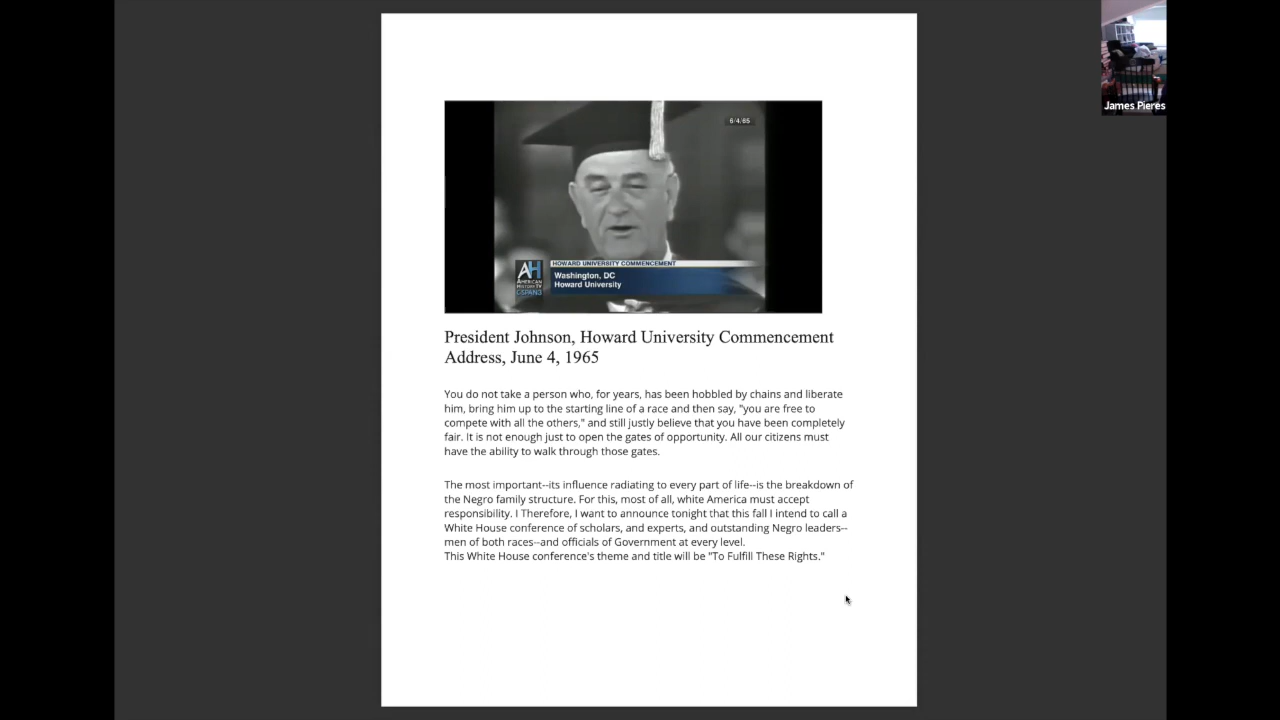 James Pieres
6/4/65
HOWARD UNIVERSITY COMMENCEMENT
AH
AMERICAN
HISTORY TV
C-SPAN3
Washington, DC
Howard University
President Johnson, Howard University Commencement
Address, June 4, 1965
You do not take a person who, for years, has been hobbled by chains and liberate
him, bring him up to the starting line of a race and then say, "you are free to
compete with all the others," and still justly believe that you have been completely
fair. It is not enough just to open the gates of opportunity. All our citizens must
have the ability to walk through those gates.
The most important--its influence radiating to every part of life--is the breakdown of
the Negro family structure. For this, most of all, white America must accept
responsibility. I Therefore, I want to announce tonight that this fall I intend to call a
White House conference of scholars, and experts, and outstanding Negro leaders--
men of both races--and officials of Government at every level.
This White House conference's theme and title will be "To Fulfill These Rights."